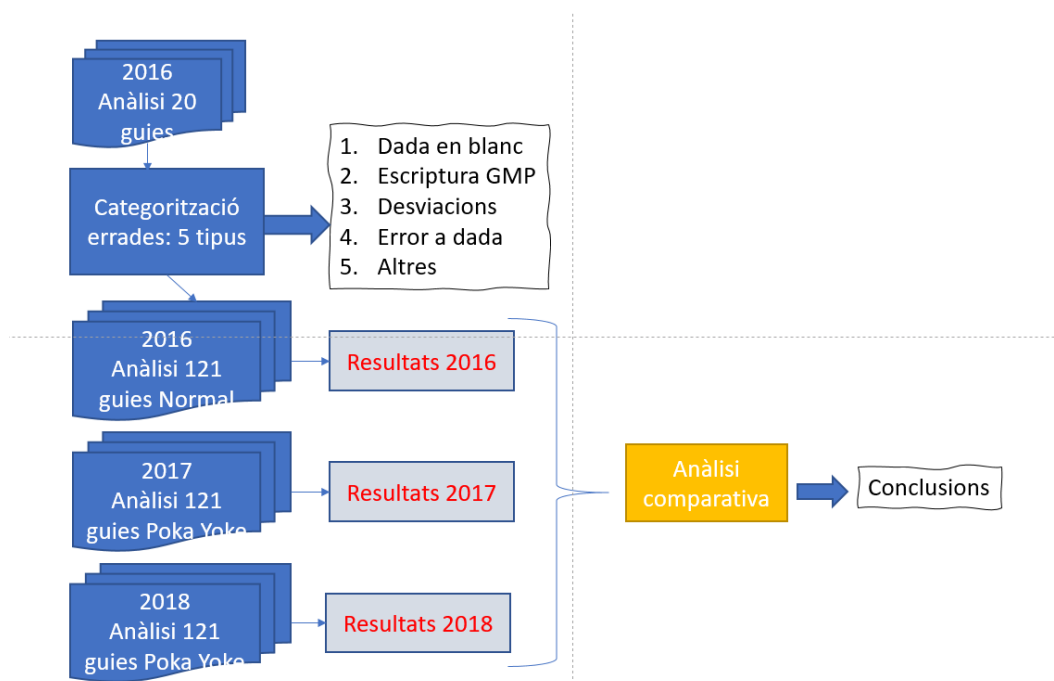 2016
Anàlisi 20
guies
Categorització
errades: 5 tipus
1. Dada en blanc
2. Escriptura GMP
3. Desviacions
4. Error a dada
5. Altres
2016
Anàlisi 121
guies Normal
Resultats 2016
2017
Anàlisi 121
guies Poka Yoke
Resultats 2017
Anàlisi
comparativa
Conclusions
2018
Anàlisi 121
guies Poka Yoke
Resultats 2018